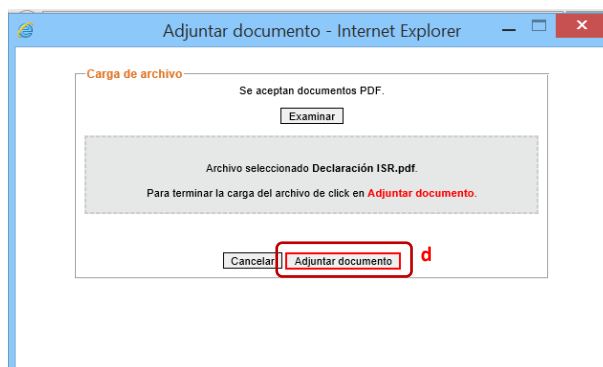 Adjuntar documento - Internet Explorer
Carga de archivo
Se aceptan documentos PDF.
Examinar
Archivo seleccionado Declaración ISR.pdf.
Para terminar la carga del archivo de click en Adjuntar documento.
Cancelar Adjuntar documento d